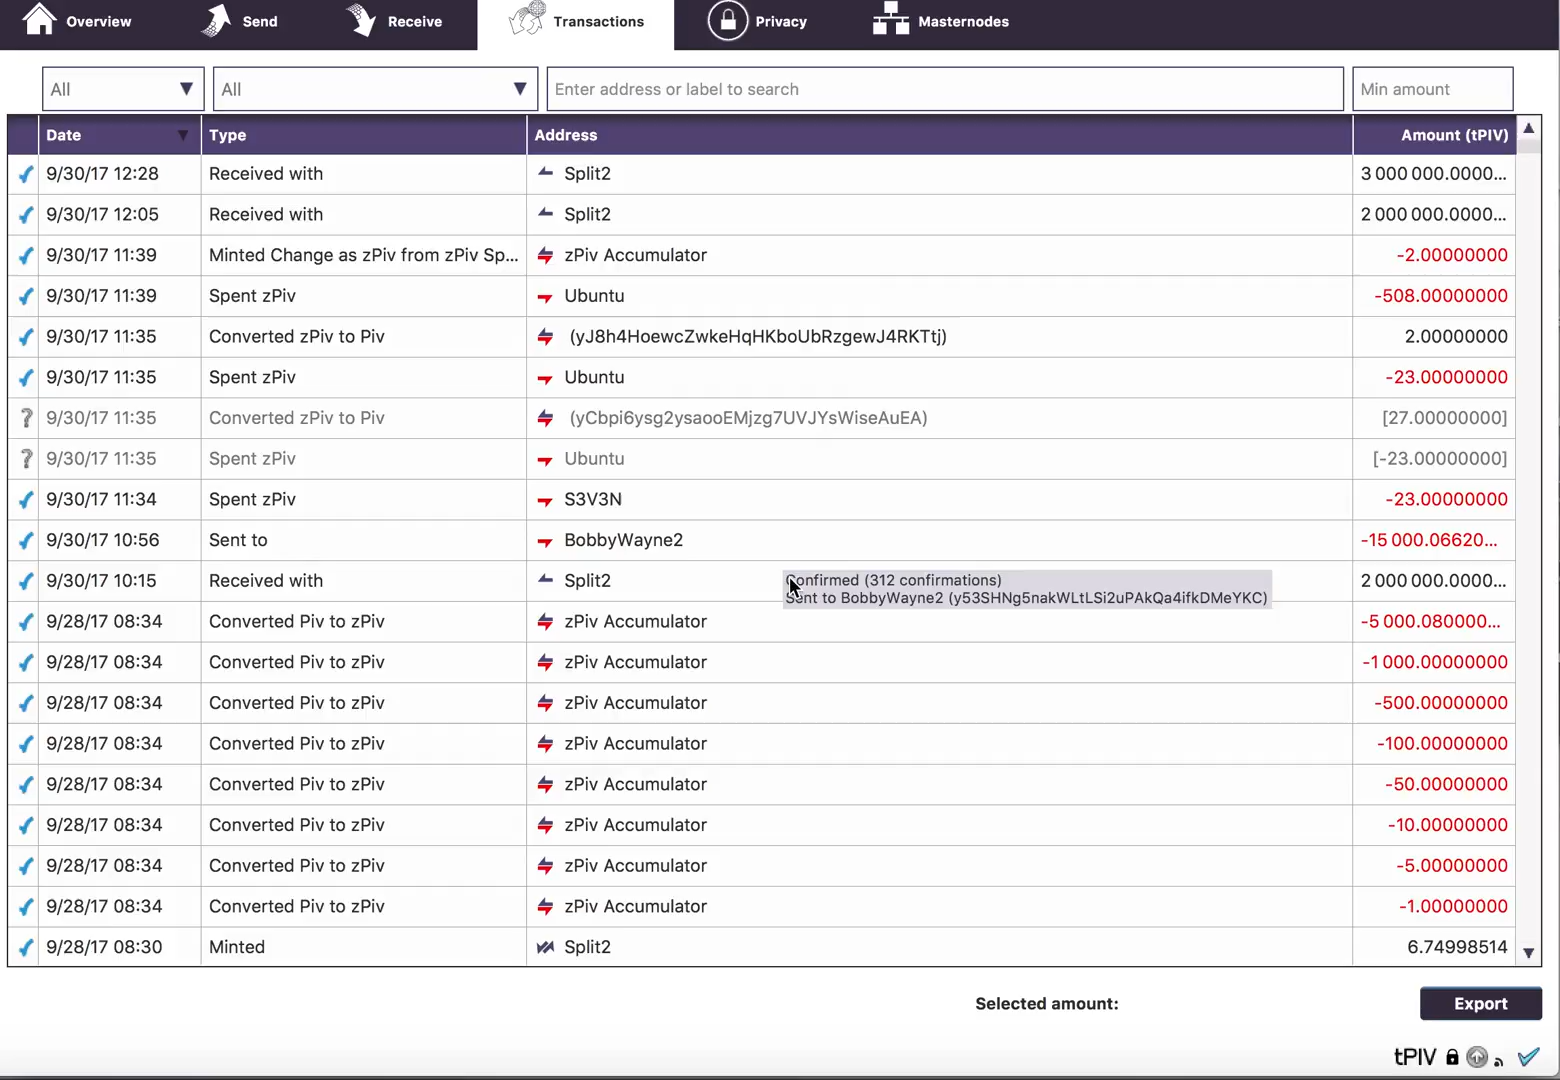 Overview Send Receive Transactions Privacy Masternodes
All All Enter address or label to search Min amount
Date Type Address Amount (tPIV)
9/30/17 12:28 Received with Split2 3 000 000.0000...
9/30/17 12:05 Received with Split2 2 000 000.0000...
9/30/17 11:39 Minted Change as zPiv from zPiv Sp... zPiv Accumulator -2.00000000
9/30/17 11:39 Spent zPiv Ubuntu -508.00000000
9/30/17 11:35 Converted zPiv to Piv (yJ8h4HoewcZwkeHqHKboUbRzgewJ4RKTtj) 2.00000000
9/30/17 11:35 Spent zPiv Ubuntu -23.00000000
? 9/30/17 11:35 Converted zPiv to Piv (yCbpi6ysg2ysaooEMjzg7UVJYsWiseAuEA) [27.00000000]
? 9/30/17 11:35 Spent zPiv Ubuntu [-23.00000000]
9/30/17 11:34 Spent zPiv S3V3N -23.00000000
9/30/17 10:56 Sent to BobbyWayne2 -15 000.06620...
9/30/17 10:15 Received with Split2 2 000 000.0000...
Confirmed (312 confirmations)
Sent to BobbyWayne2 (y53SHNg5nakWLtLSi2uPAkQa4ifkDMeYKC)
9/28/17 08:34 Converted Piv to zPiv zPiv Accumulator -5 000.080000...
9/28/17 08:34 Converted Piv to zPiv zPiv Accumulator -1 000.00000000
9/28/17 08:34 Converted Piv to zPiv zPiv Accumulator -500.00000000
9/28/17 08:34 Converted Piv to zPiv zPiv Accumulator -100.00000000
9/28/17 08:34 Converted Piv to zPiv zPiv Accumulator -50.00000000
9/28/17 08:34 Converted Piv to zPiv zPiv Accumulator -10.00000000
9/28/17 08:34 Converted Piv to zPiv zPiv Accumulator -5.00000000
9/28/17 08:34 Converted Piv to zPiv zPiv Accumulator -1.00000000
9/28/17 08:30 Minted Split2 6.74998514
Selected amount: Export
tPIV